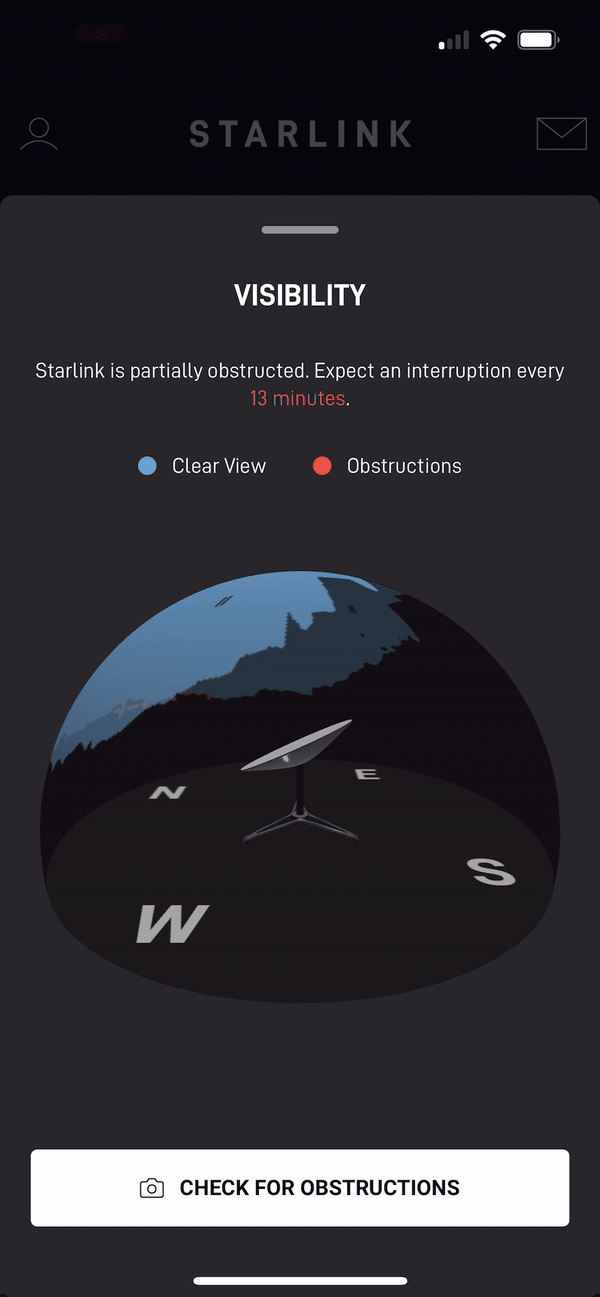 STARLINK
VISIBILITY
Starlink is partially obstructed. Expect an interruption every
13 minutes.
Clear View
Obstructions
N
E
S
W
CHECK FOR OBSTRUCTIONS